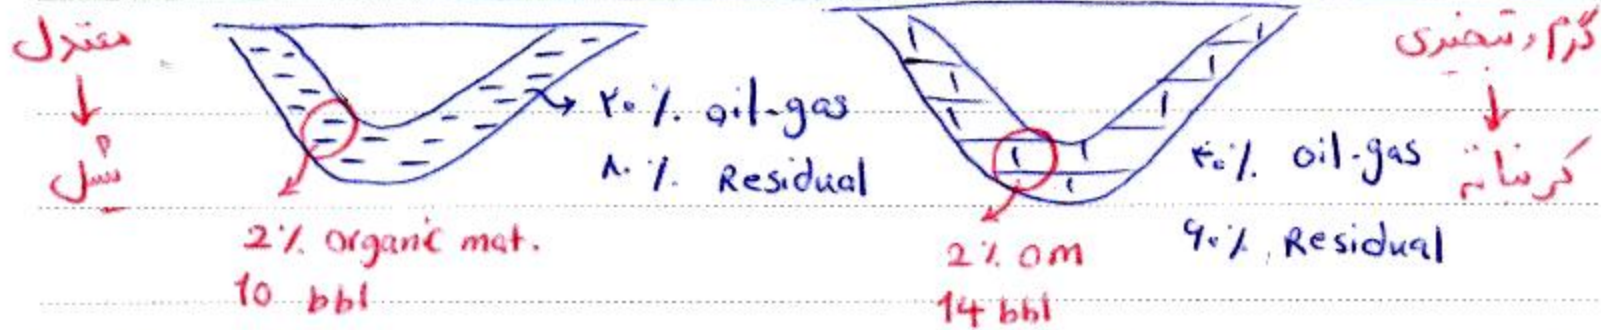 معتدل
شیل
۲۰٪ oil-gas
۸۰٪ Residual
2% organic mat.
10 bbl
گرم و تبخیری
کربناته
۴۰٪ oil-gas
۶۰٪ Residual
2% OM
14 bbl